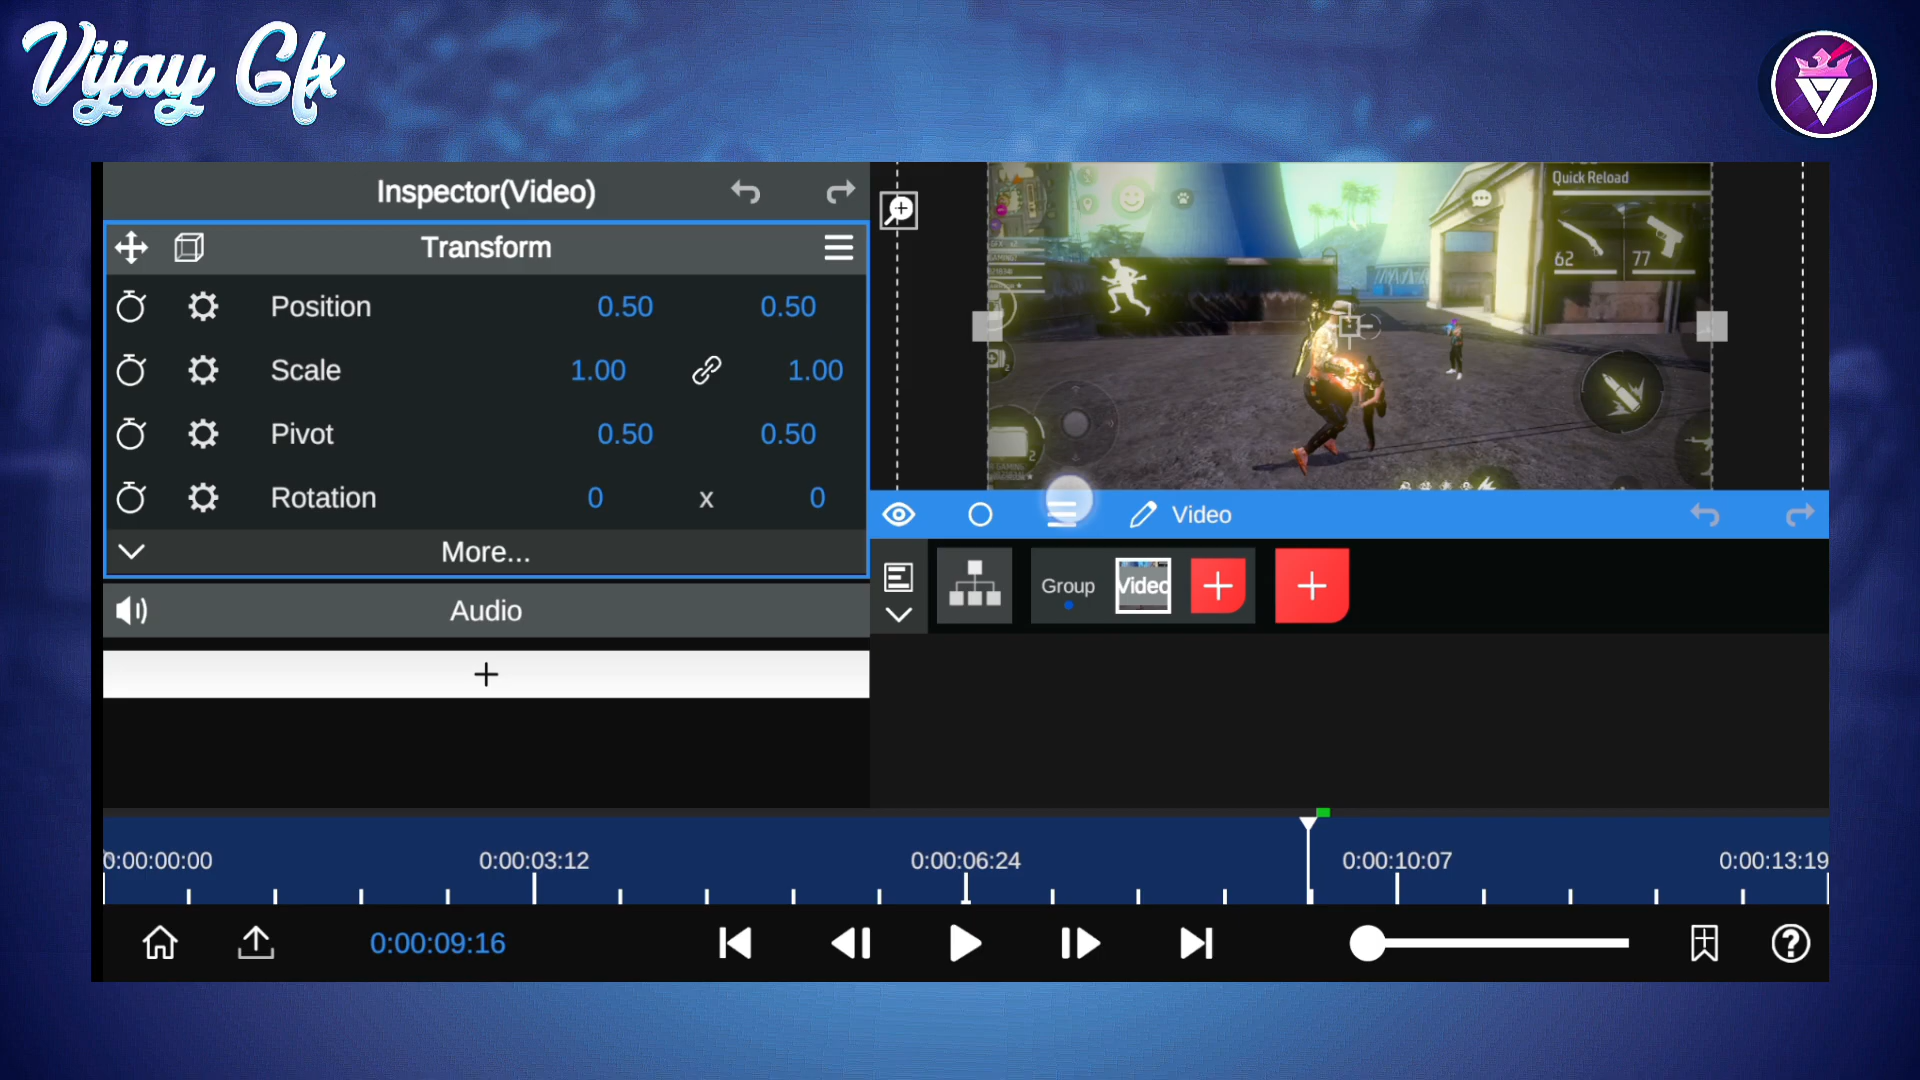 Vijay Gfx
Inspector(Video)
Transform
Position 0.50 0.50
Scale 1.00 1.00
Pivot 0.50 0.50
Rotation 0 x 0
More...
Audio
+
Quick Reload
62 77
Video
Group Video + +
0:00:00:00 0:00:03:12 0:00:06:24 0:00:10:07 0:00:13:19
0:00:09:16